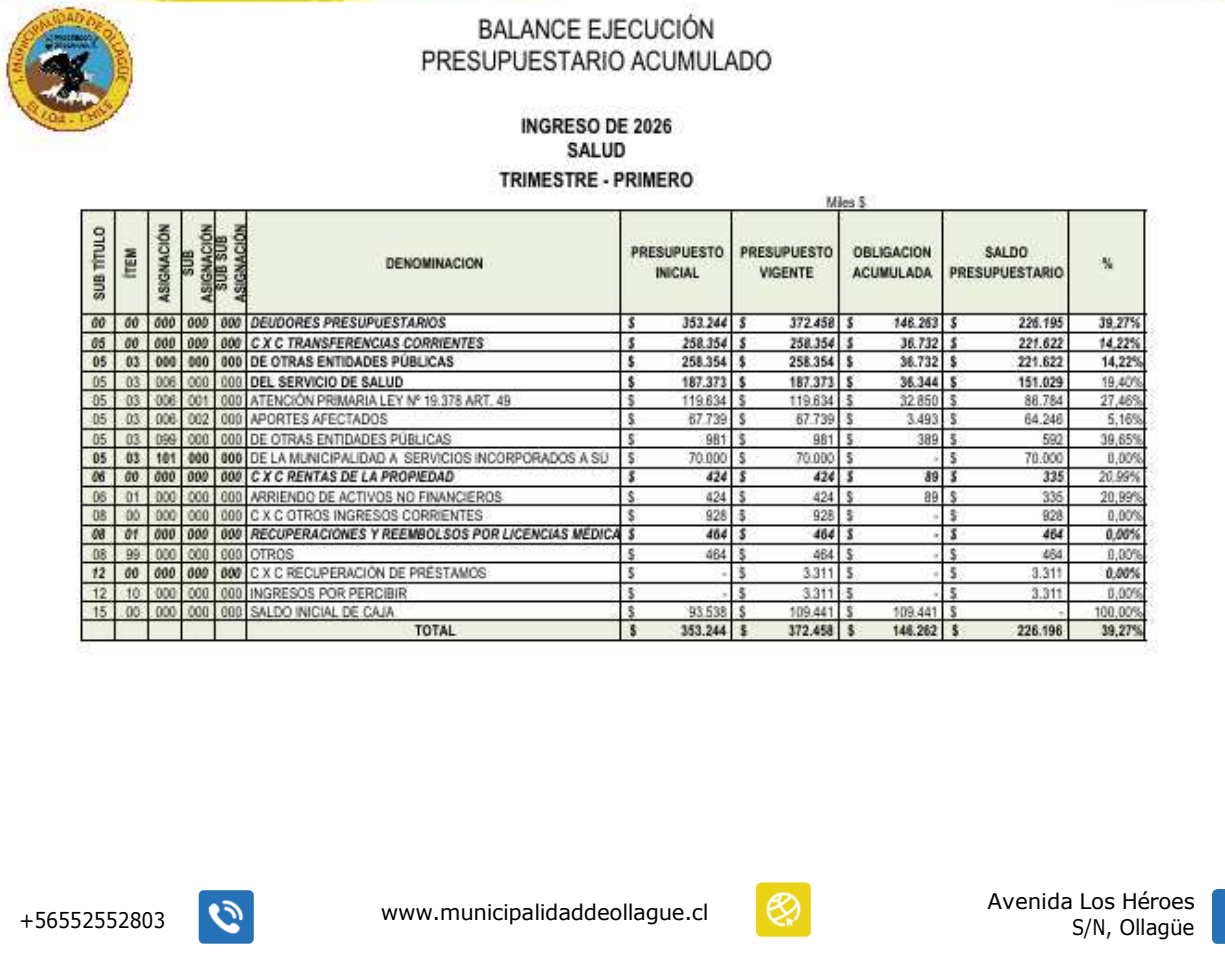 I. MUNICIPALIDAD DE OLLAGÜE
EL LOA - CHILE
BALANCE EJECUCIÓN
PRESUPUESTARIO ACUMULADO
INGRESO DE 2026
SALUD
TRIMESTRE - PRIMERO
Miles $
SUB TÍTULO ÍTEM ASIGNACIÓN SUB ASIGNACIÓN SUB SUB ASIGNACIÓN DENOMINACION PRESUPUESTO INICIAL PRESUPUESTO VIGENTE OBLIGACION ACUMULADA SALDO PRESUPUESTARIO %
00 00 000 000 000 DEUDORES PRESUPUESTARIOS $ 353.244 $ 372.458 $ 146.263 $ 226.195 39,27%
05 00 000 000 000 C X C TRANSFERENCIAS CORRIENTES $ 258.354 $ 258.354 $ 36.732 $ 221.622 14,22%
05 03 000 000 000 DE OTRAS ENTIDADES PÚBLICAS $ 258.354 $ 258.354 $ 36.732 $ 221.622 14,22%
05 03 006 000 000 DEL SERVICIO DE SALUD $ 187.373 $ 187.373 $ 36.344 $ 151.029 19,40%
05 03 006 001 000 ATENCIÓN PRIMARIA LEY Nº 19.378 ART. 49 $ 119.634 $ 119.634 $ 32.850 $ 86.784 27,46%
05 03 006 002 000 APORTES AFECTADOS $ 67.739 $ 67.739 $ 3.493 $ 64.246 5,16%
05 03 099 000 000 DE OTRAS ENTIDADES PÚBLICAS $ 981 $ 981 $ 389 $ 592 39,65%
05 03 101 000 000 DE LA MUNICIPALIDAD A SERVICIOS INCORPORADOS A SU $ 70.000 $ 70.000 $ - $ 70.000 0,00%
06 00 000 000 000 C X C RENTAS DE LA PROPIEDAD $ 424 $ 424 $ 89 $ 335 20,99%
06 01 000 000 000 ARRIENDO DE ACTIVOS NO FINANCIEROS $ 424 $ 424 $ 89 $ 335 20,99%
08 00 000 000 000 C X C OTROS INGRESOS CORRIENTES $ 928 $ 928 $ - $ 928 0,00%
08 01 000 000 000 RECUPERACIONES Y REEMBOLSOS POR LICENCIAS MÉDICA $ 464 $ 464 $ - $ 464 0,00%
08 99 000 000 000 OTROS $ 464 $ 464 $ - $ 464 0,00%
12 00 000 000 000 C X C RECUPERACIÓN DE PRÉSTAMOS $ - $ 3.311 $ - $ 3.311 0,00%
12 10 000 000 000 INGRESOS POR PERCIBIR $ - $ 3.311 $ - $ 3.311 0,00%
15 00 000 000 000 SALDO INICIAL DE CAJA $ 93.538 $ 109.441 $ 109.441 $ - 100,00%
TOTAL $ 353.244 $ 372.458 $ 146.262 $ 226.196 39,27%
+56552552803
www.municipalidaddeollague.cl
Avenida Los Héroes
S/N, Ollagüe